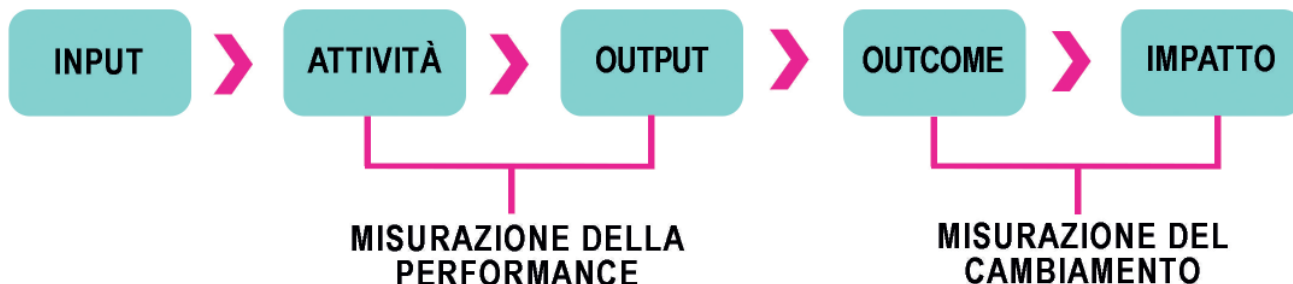 INPUT
ATTIVITÀ
OUTPUT
OUTCOME
IMPATTO
MISURAZIONE DELLA
PERFORMANCE
MISURAZIONE DEL
CAMBIAMENTO